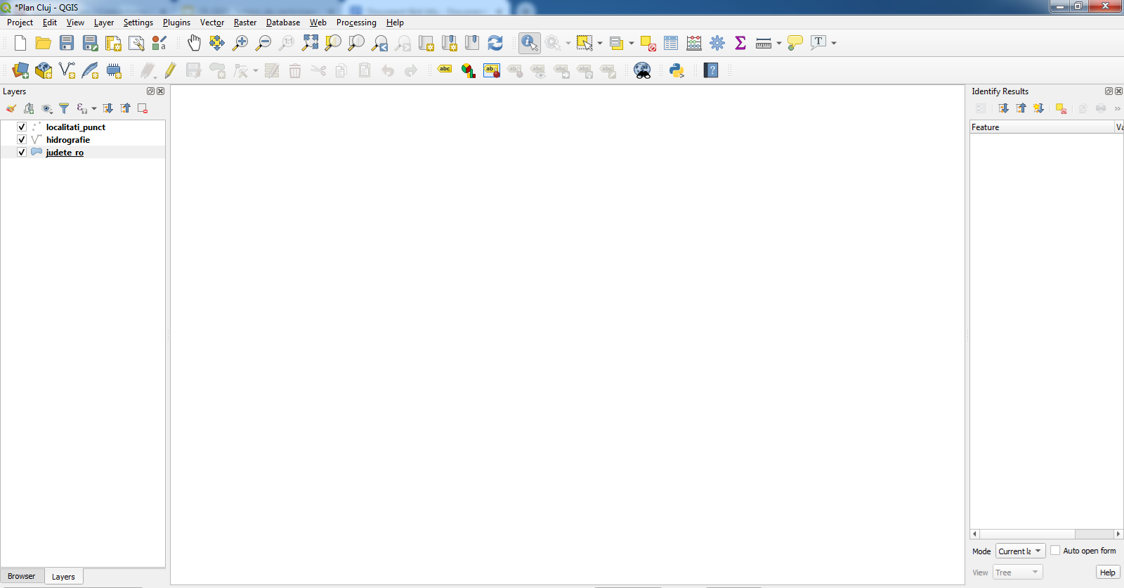 *Plan Cluj - QGIS
Project Edit View Layer Settings Plugins Vector Raster Database Web Processing Help
Layers
Identify Results
localitati_punct
hidrografie
judete_ro
Feature Va
Mode Current la Auto open form
View Tree Help
Browser Layers